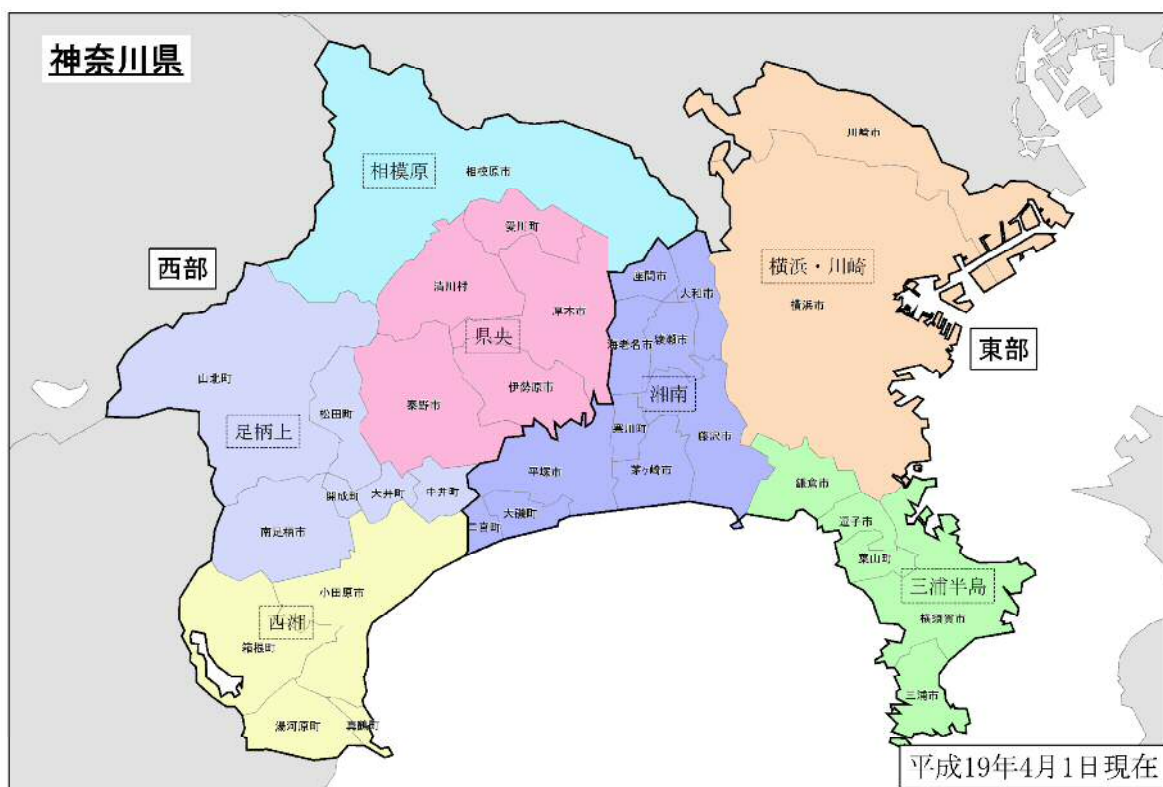 神奈川県
川崎市
相模原
相模原市
愛川町
西部
座間市
横浜・川崎
清川村
大和市
厚木市
横浜市
県央
海老名市
綾瀬市
東部
山北町
伊勢原市
秦野市
湘南
松田町
足柄上
寒川町
藤沢市
平塚市
茅ヶ崎市
中井町
大井町
開成町
鎌倉市
大磯町
逗子市
二宮町
南足柄市
葉山町
三浦半島
小田原市
西湘
横須賀市
箱根町
三浦市
湯河原町
真鶴町
平成19年4月1日現在